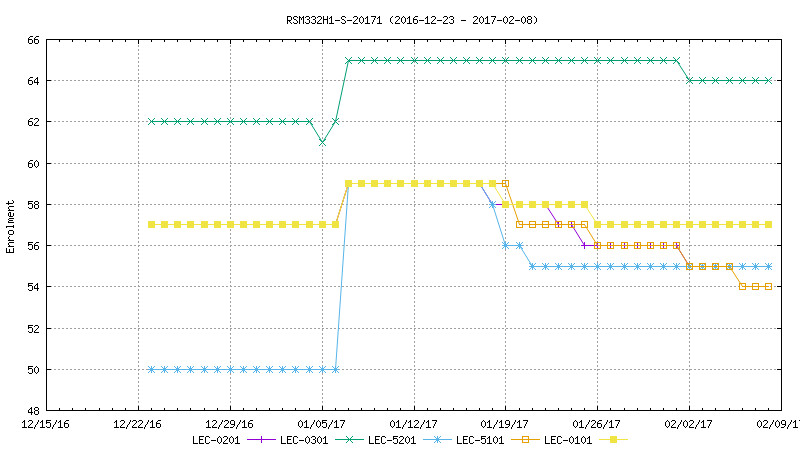 RSM332H1-S-20171 (2016-12-23 - 2017-02-08)
Enrolment
66
64
62
60
58
56
54
52
50
48
12/15/16 12/22/16 12/29/16 01/05/17 01/12/17 01/19/17 01/26/17 02/02/17 02/09/1
LEC-0201 LEC-0301 LEC-5201 LEC-5101 LEC-0101